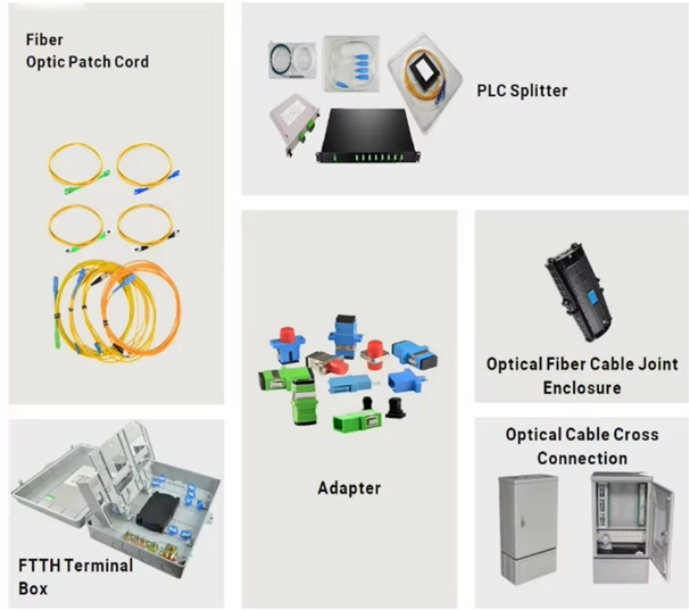 Fiber
Optic Patch Cord
PLC Splitter
Optical Fiber Cable Joint
Enclosure
Adapter
Optical Cable Cross
Connection
FTTH Terminal
Box